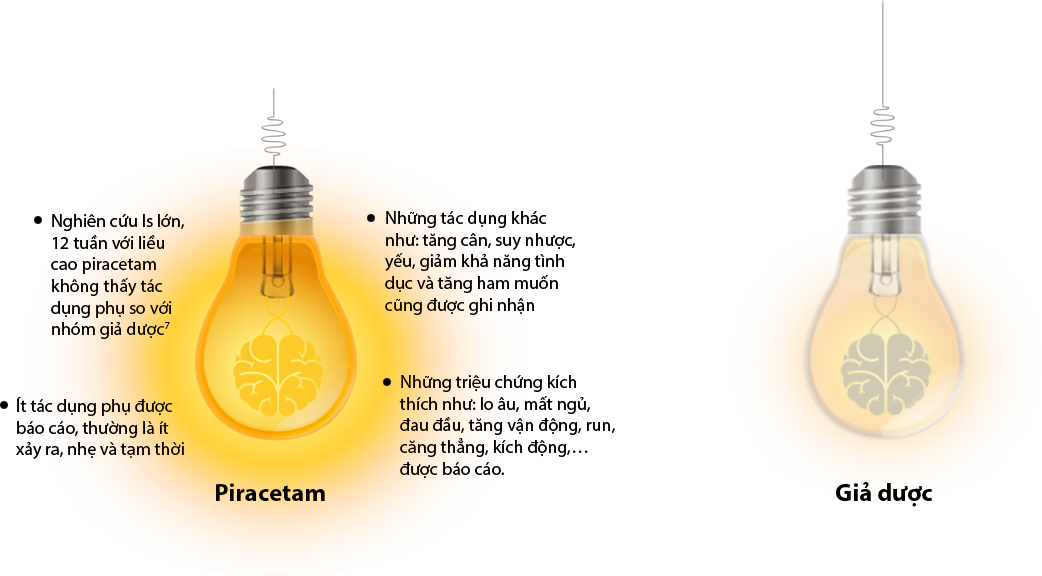 Nghiên cứu ls lớn,
12 tuần với liều
cao piracetam
không thấy tác
dụng phụ so với
nhóm giả dược7
Ít tác dụng phụ được
báo cáo, thường là ít
xảy ra, nhẹ và tạm thời
Những tác dụng khác
như: tăng cân, suy nhược,
yếu, giảm khả năng tình
dục và tăng ham muốn
cũng được ghi nhận
Những triệu chứng kích
thích như: lo âu, mất ngủ,
đau đầu, tăng vận động, run,
căng thẳng, kích động,…
được báo cáo.
Piracetam
Giả dược